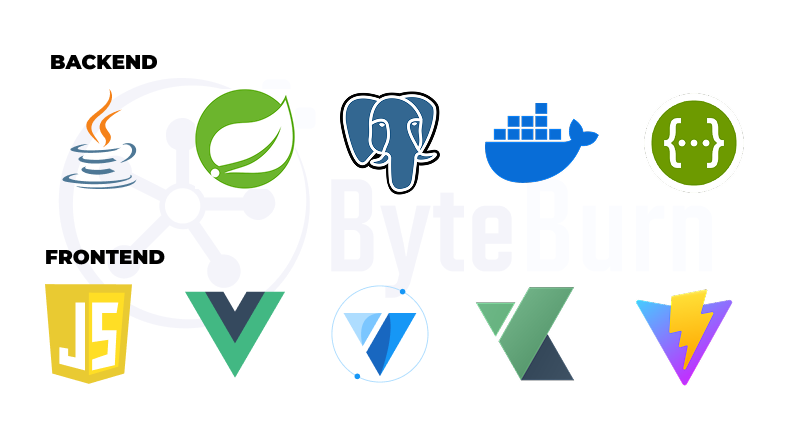 BACKEND
{...}
ByteBurn
FRONTEND
JS